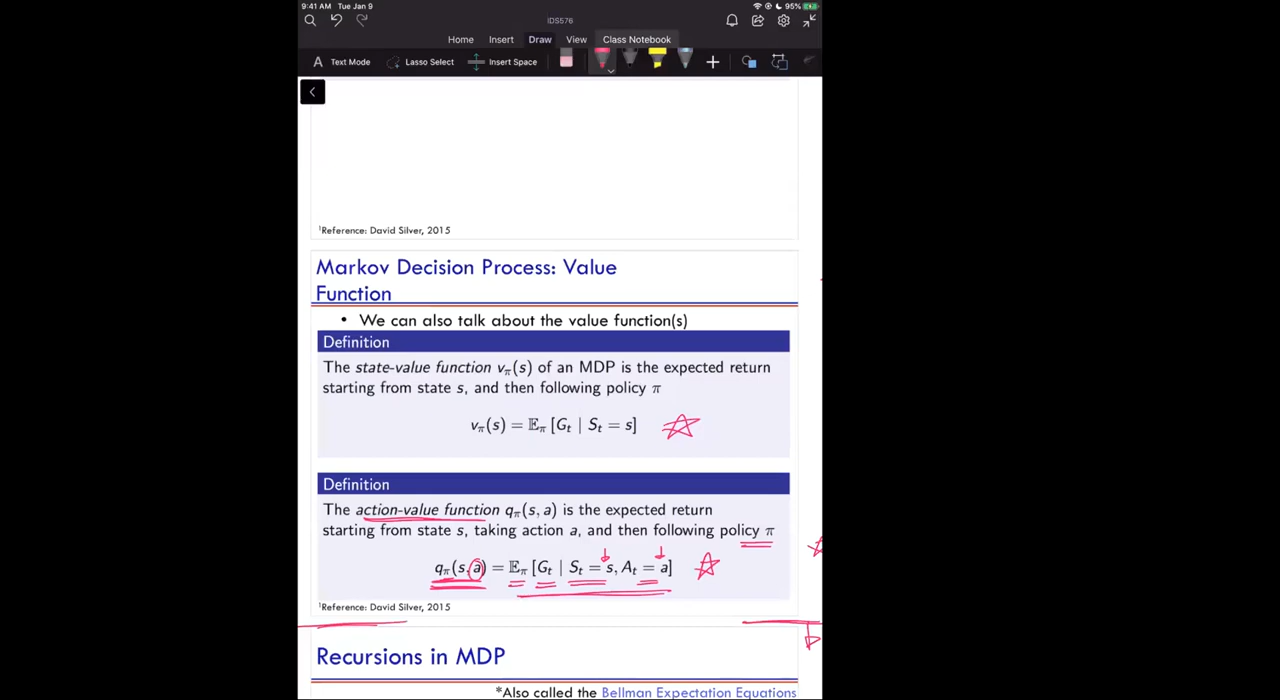 9:41 AM Tue Jan 9
95%
IDS576
Home Insert Draw View Class Notebook
A Text Mode Lasso Select Insert Space
¹Reference: David Silver, 2015
Markov Decision Process: Value
Function
• We can also talk about the value function(s)
Definition
The state-value function vπ(s) of an MDP is the expected return
starting from state s, and then following policy π
vπ(s) = 𝔼π [Gt | St = s]
Definition
The action-value function qπ(s, a) is the expected return
starting from state s, taking action a, and then following policy π
qπ(s, a) = 𝔼π [Gt | St = s, At = a]
¹Reference: David Silver, 2015
Recursions in MDP
*Also called the Bellman Expectation Equations